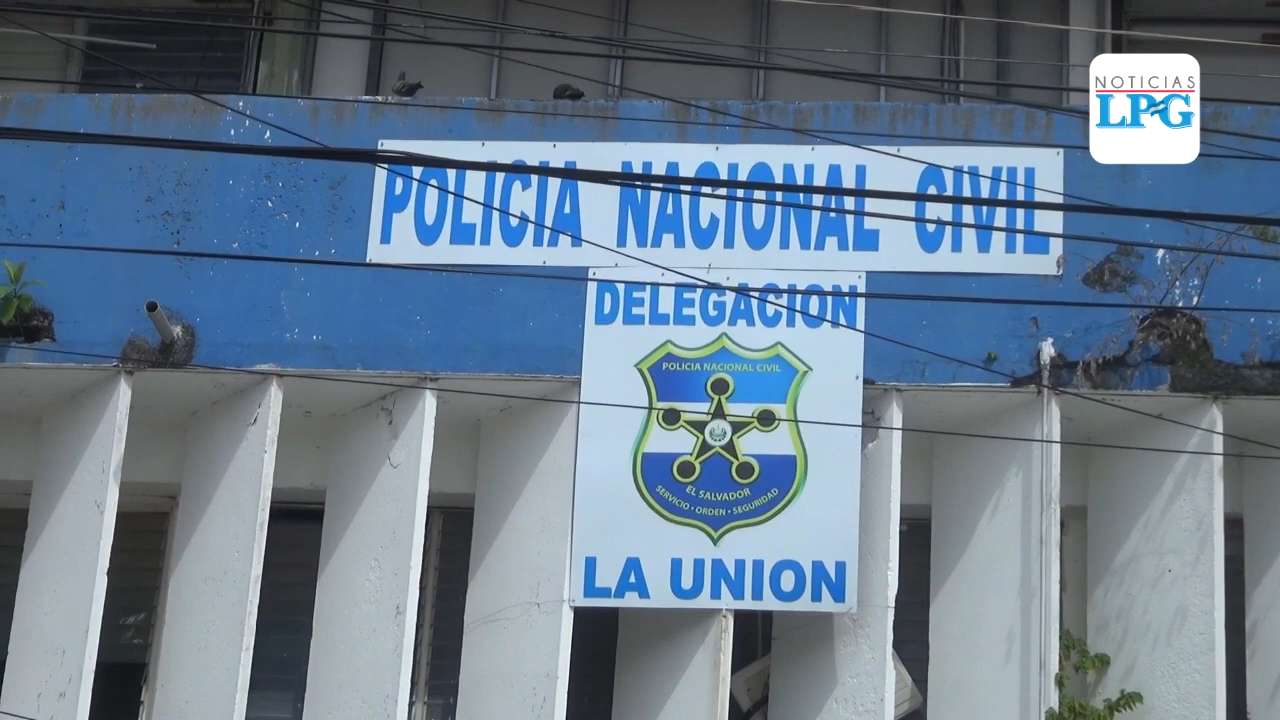 NOTICIAS
LPG
POLICIA NACIONAL CIVIL
DELEGACION
POLICIA NACIONAL CIVIL
EL SALVADOR
SERVICIO • ORDEN • SEGURIDAD
LA UNION